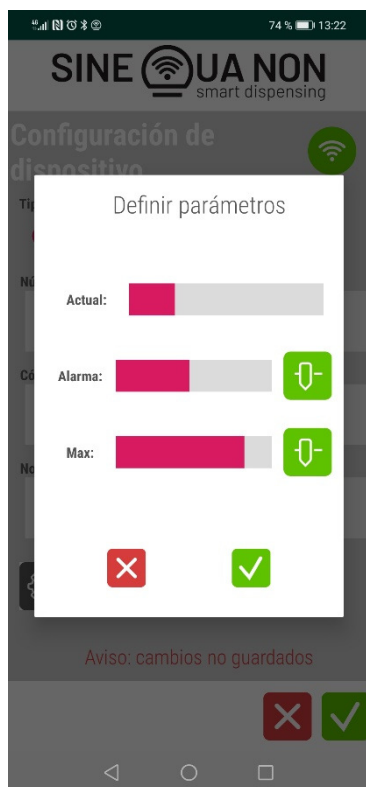 74 % 13:22
SINE QUA NON
smart dispensing
Configuración de
dispositivo
Definir parámetros
Actual:
Alarma:
Max:
Aviso: cambios no guardados